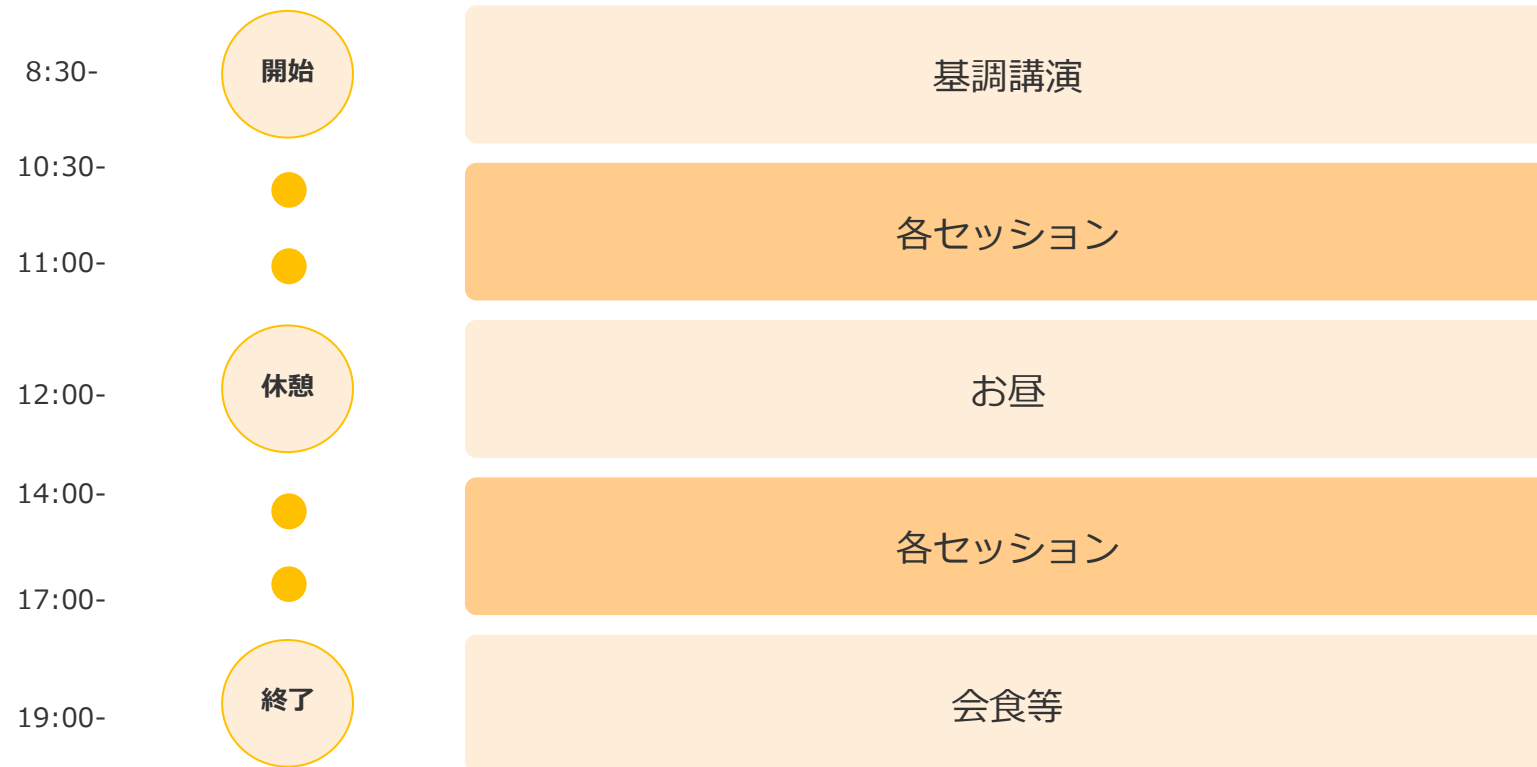 8:30-
開始
基調講演
10:30-
各セッション
11:00-
12:00-
休憩
お昼
14:00-
各セッション
17:00-
19:00-
終了
会食等